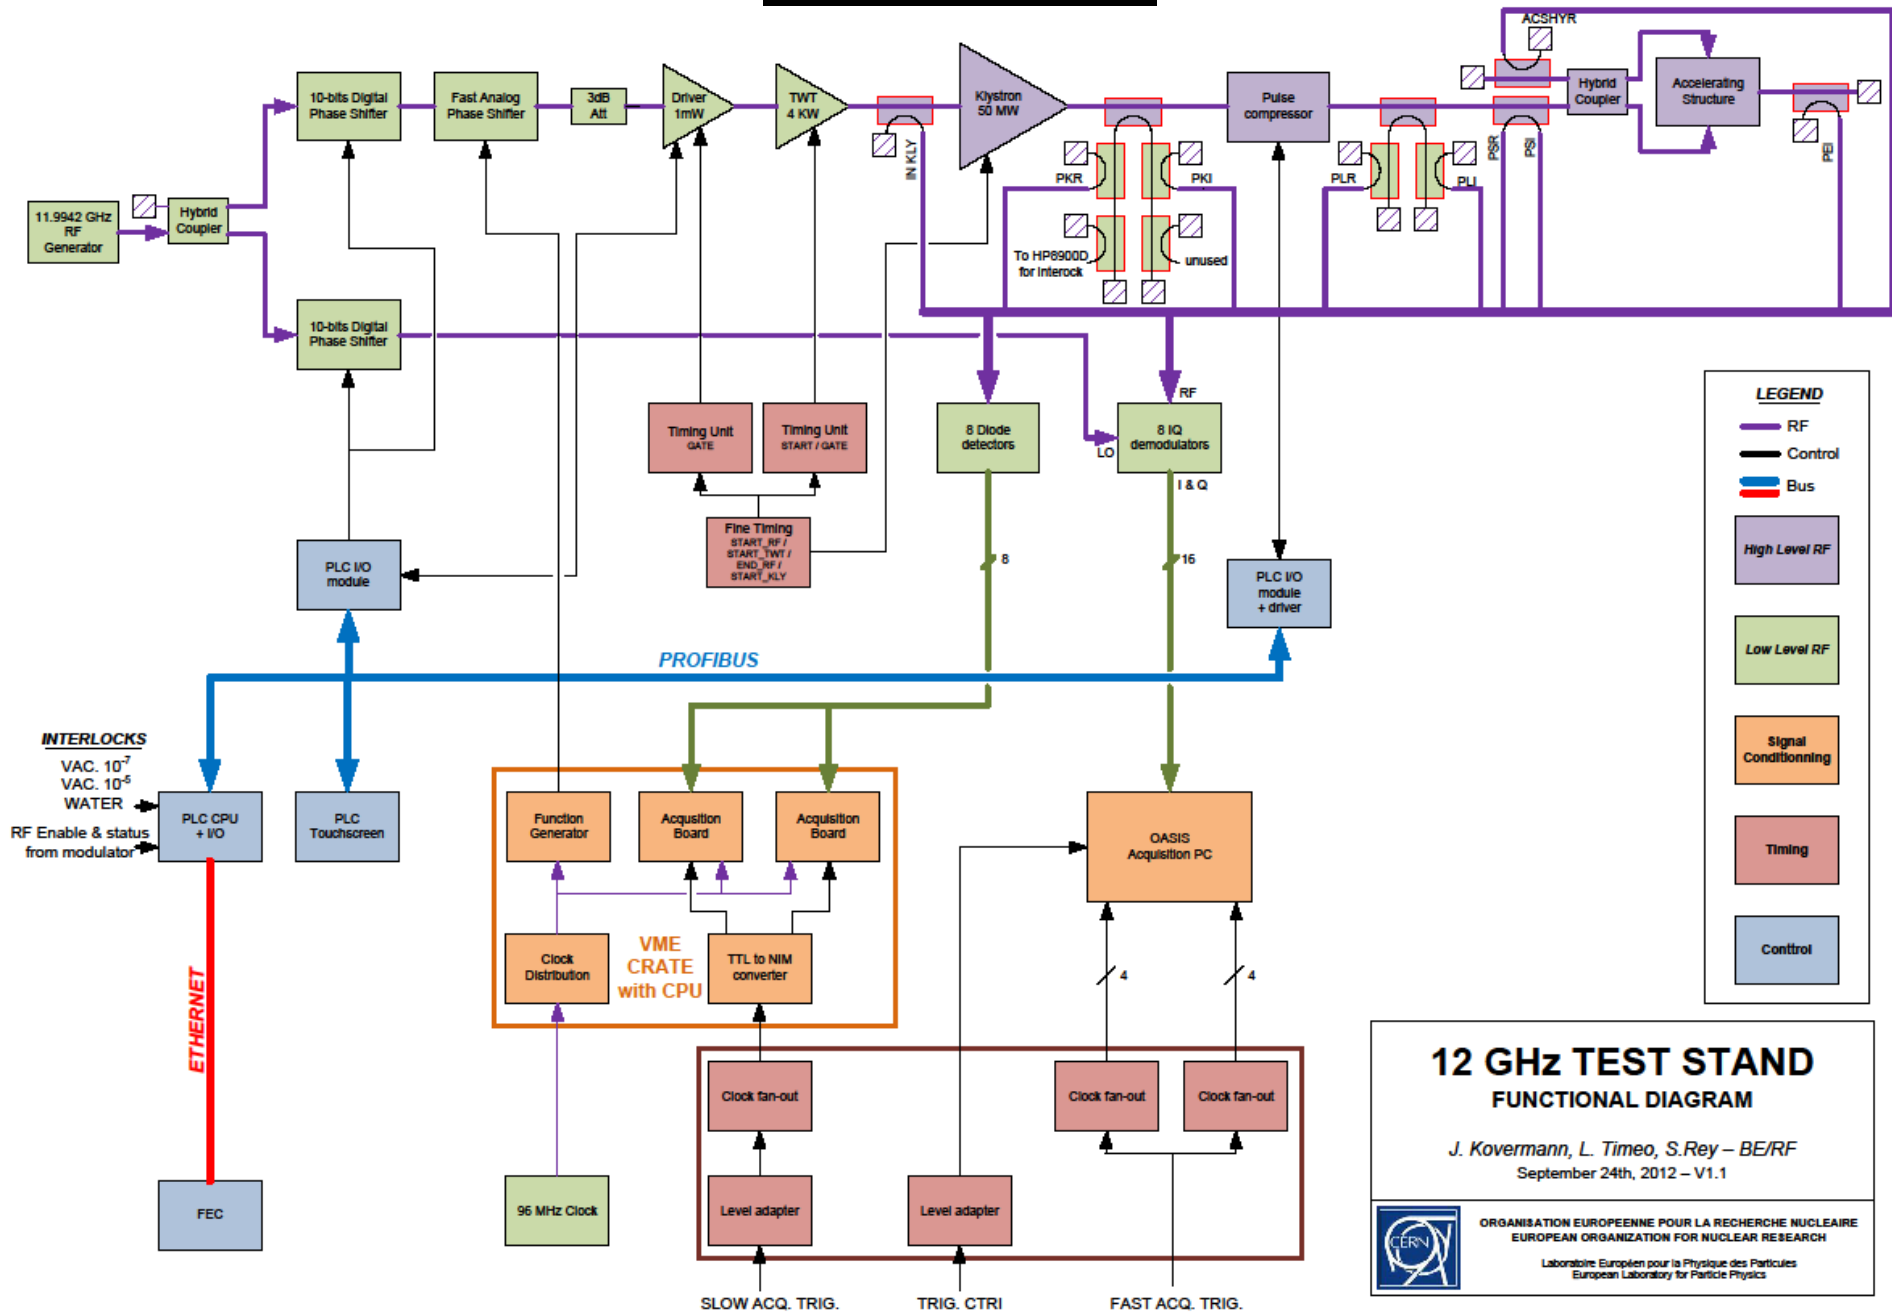 ACSHYR
10-bits Digital
Phase Shifter
Fast Analog
Phase Shifter
3dB
Att
Driver
1mW
TWT
4 KW
Klystron
50 MW
Pulse
compressor
Hybrid
Coupler
Accelerating
Structure
IN KLY
PKR
PKI
PLR
PLI
PSR
PSI
PEI
11.9942 GHz
RF
Generator
Hybrid
Coupler
To HP8900D
for Interock
unused
10-bits Digital
Phase Shifter
RF
LO
I & Q
Timing Unit
GATE
Timing Unit
START / GATE
8 Diode
detectors
8 IQ
demodulators
Fine Timing
START_RF /
START_TWT /
END_RF /
START_KLY
8
16
PLC I/O
module
PLC I/O
module
+ driver
PROFIBUS
INTERLOCKS
VAC. 10-7
VAC. 10-5
WATER
RF Enable & status
from modulator
PLC CPU
+ I/O
PLC
Touchscreen
Function
Generator
Acqusition
Board
Acquisition
Board
OASIS
Acquisition PC
Clock
Distribution
VME
CRATE
with CPU
TTL to NIM
converter
4
4
ETHERNET
Clock fan-out
Clock fan-out
Clock fan-out
FEC
96 MHz Clock
Level adapter
Level adapter
SLOW ACQ. TRIG.
TRIG. CTRI
FAST ACQ. TRIG.
LEGEND
RF
Control
Bus
High Level RF
Low Level RF
Signal
Conditionning
Timing
Conttrol
12 GHz TEST STAND
FUNCTIONAL DIAGRAM
J. Kovermann, L. Timeo, S.Rey – BE/RF
September 24th, 2012 – V1.1
CERN
ORGANISATION EUROPEENNE POUR LA RECHERCHE NUCLEAIRE
EUROPEAN ORGANIZATION FOR NUCLEAR RESEARCH
Laboratoire Européen pour la Physique des Particules
European Laboratory for Particle Physics